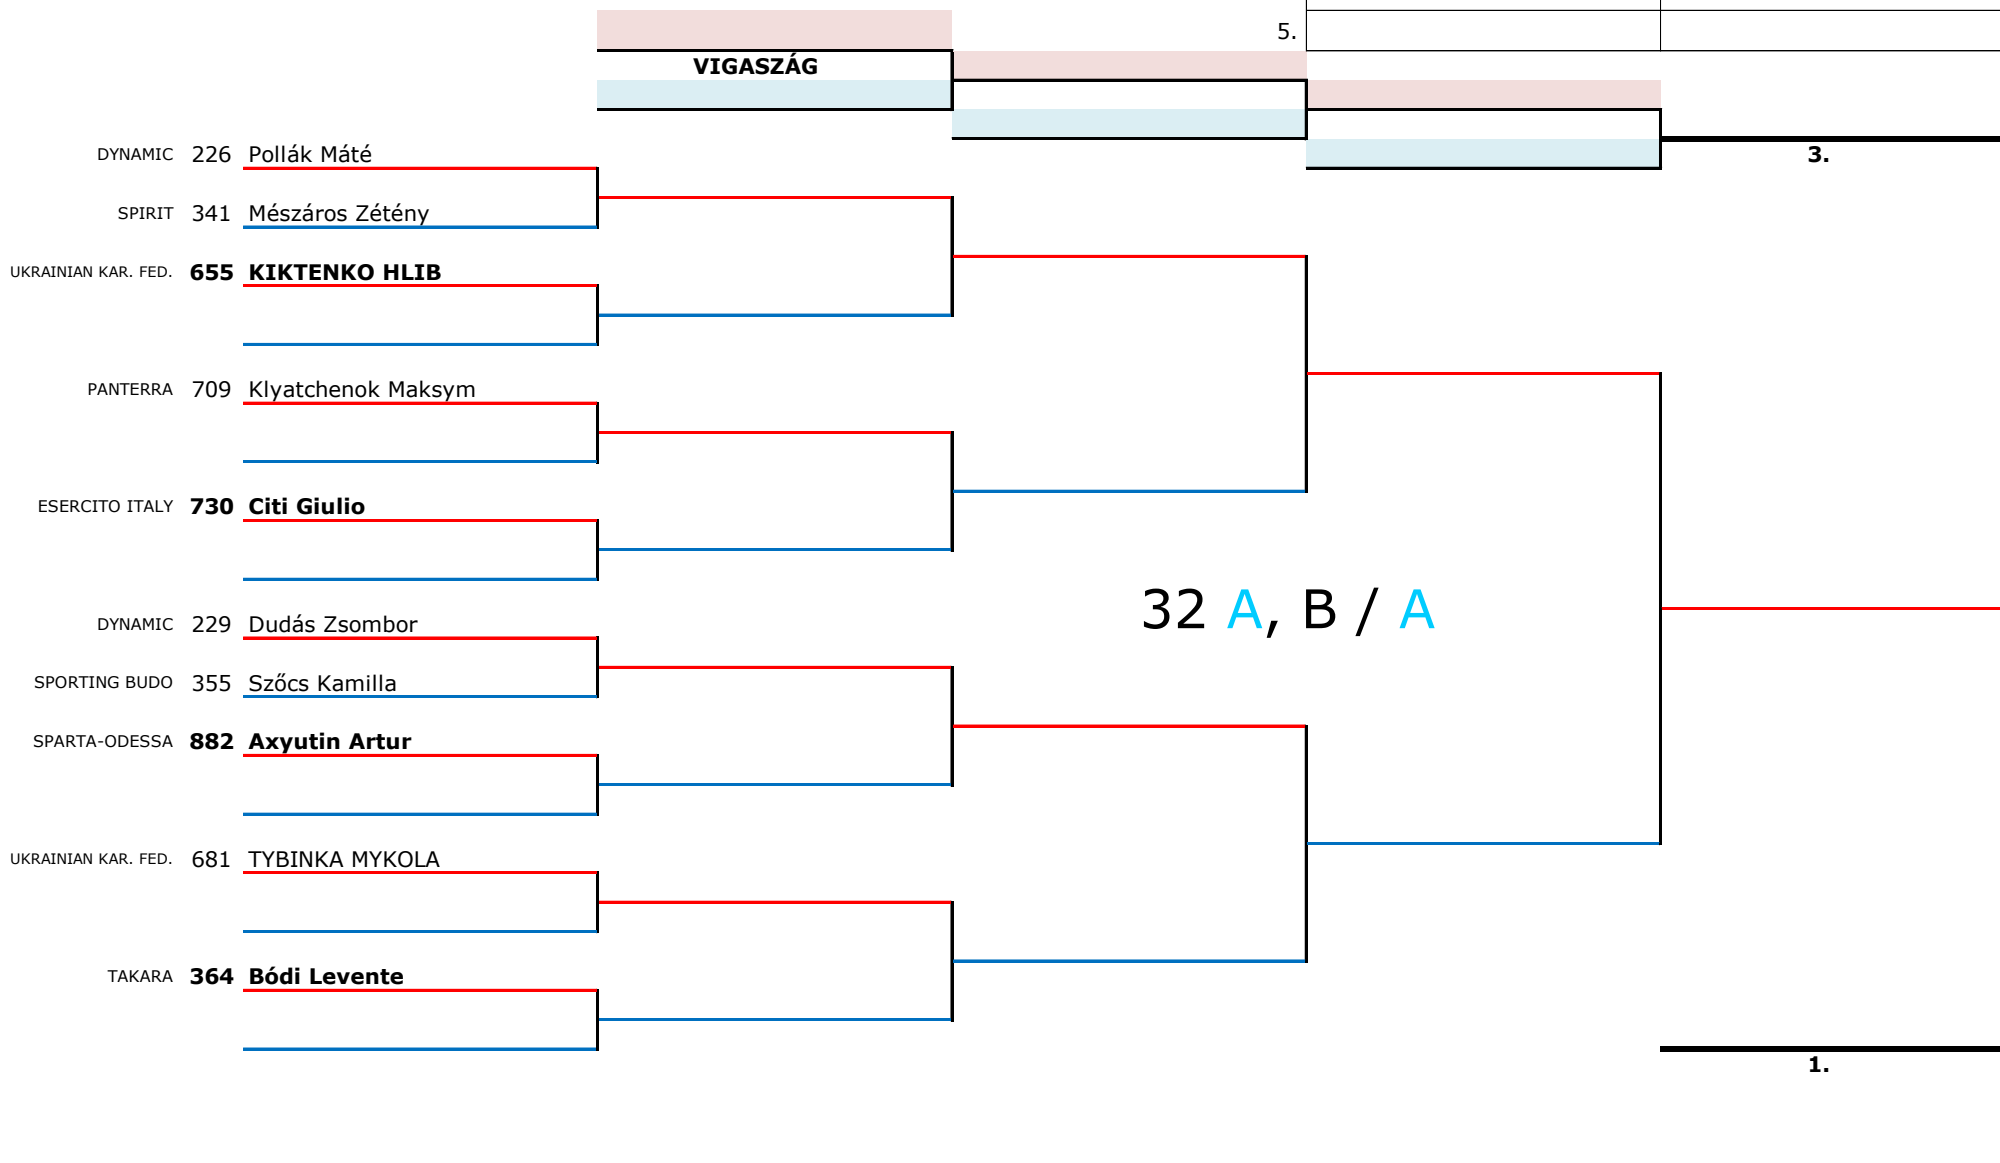 5.
VIGASZÁG
3.
DYNAMIC 226 Pollák Máté
SPIRIT 341 Mészáros Zétény
UKRAINIAN KAR. FED. 655 KIKTENKO HLIB
PANTERRA 709 Klyatchenok Maksym
ESERCITO ITALY 730 Citi Giulio
32 A, B / A
DYNAMIC 229 Dudás Zsombor
SPORTING BUDO 355 Szőcs Kamilla
SPARTA-ODESSA 882 Axyutin Artur
UKRAINIAN KAR. FED. 681 TYBINKA MYKOLA
TAKARA 364 Bódi Levente
1.